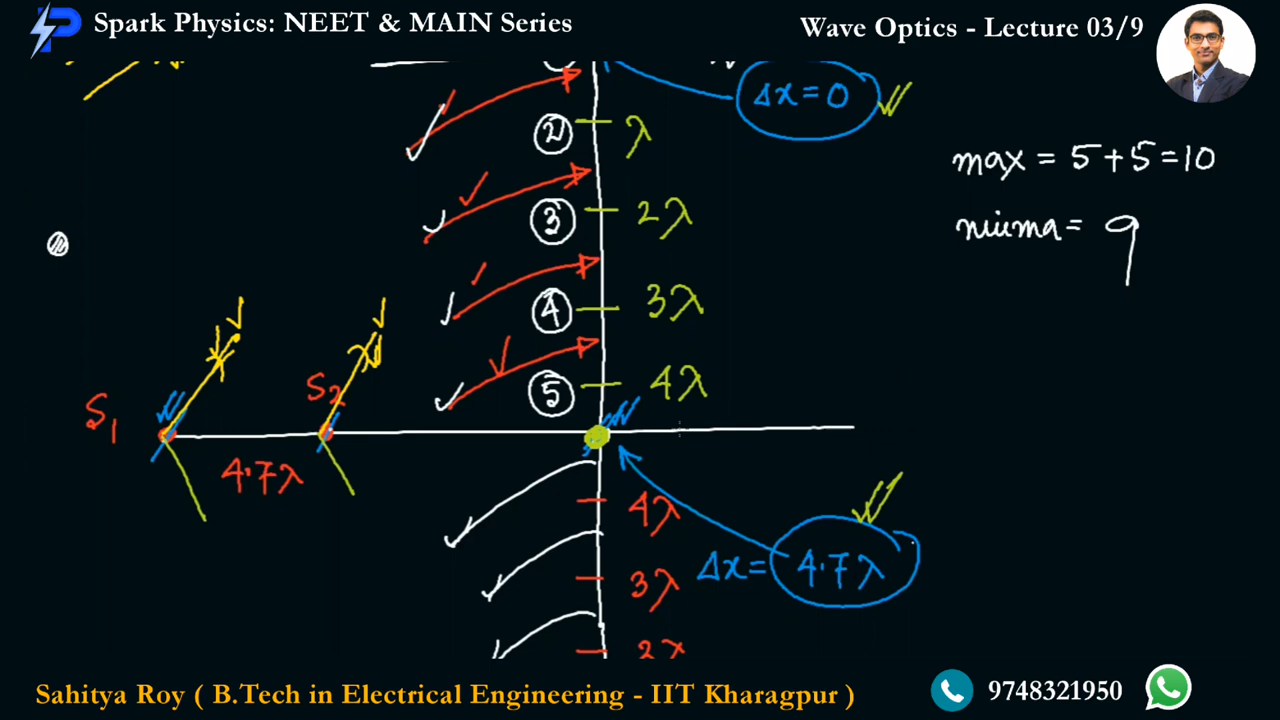 Spark Physics: NEET & MAIN Series
Wave Optics - Lecture 03/9
Δx = 0
② λ
max = 5+5=10
③ 2λ
minima = 9
④ 3λ
⑤ 4λ
S2
S1
4.7λ
4λ
Δx = 4.7λ
3λ
2λ
Sahitya Roy ( B.Tech in Electrical Engineering - IIT Kharagpur )
9748321950